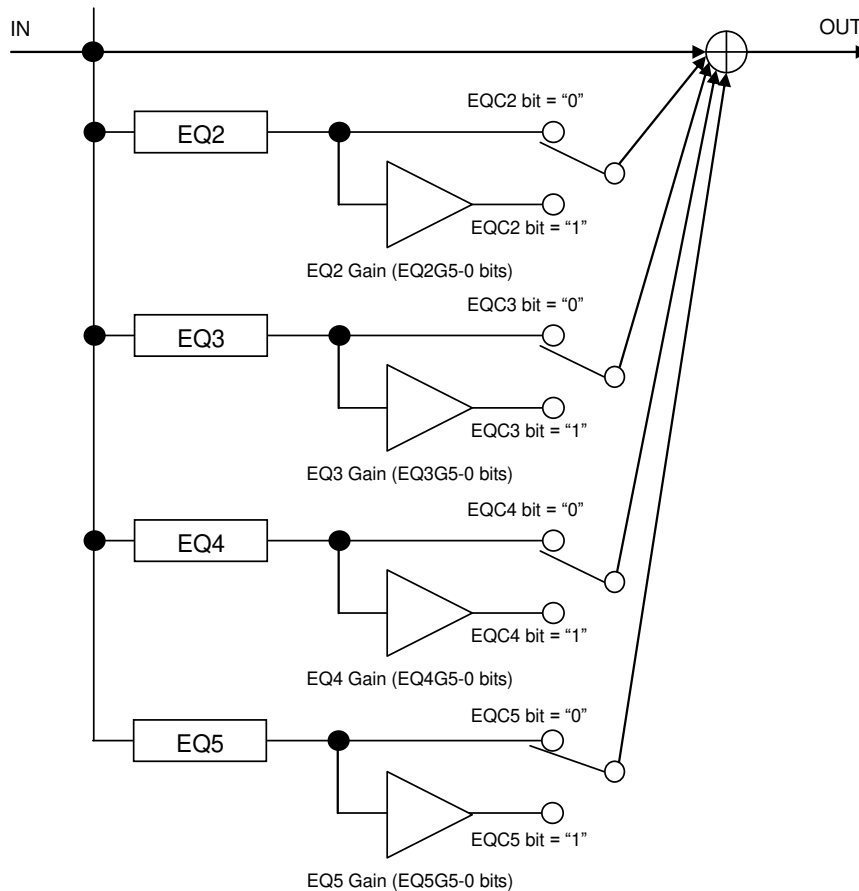 IN
OUT
EQC2 bit = “0”
EQ2
EQC2 bit = “1”
EQ2 Gain (EQ2G5-0 bits)
EQC3 bit = “0”
EQ3
EQC3 bit = “1”
EQ3 Gain (EQ3G5-0 bits)
EQC4 bit = “0”
EQ4
EQC4 bit = “1”
EQ4 Gain (EQ4G5-0 bits)
EQC5 bit = “0”
EQ5
EQC5 bit = “1”
EQ5 Gain (EQ5G5-0 bits)